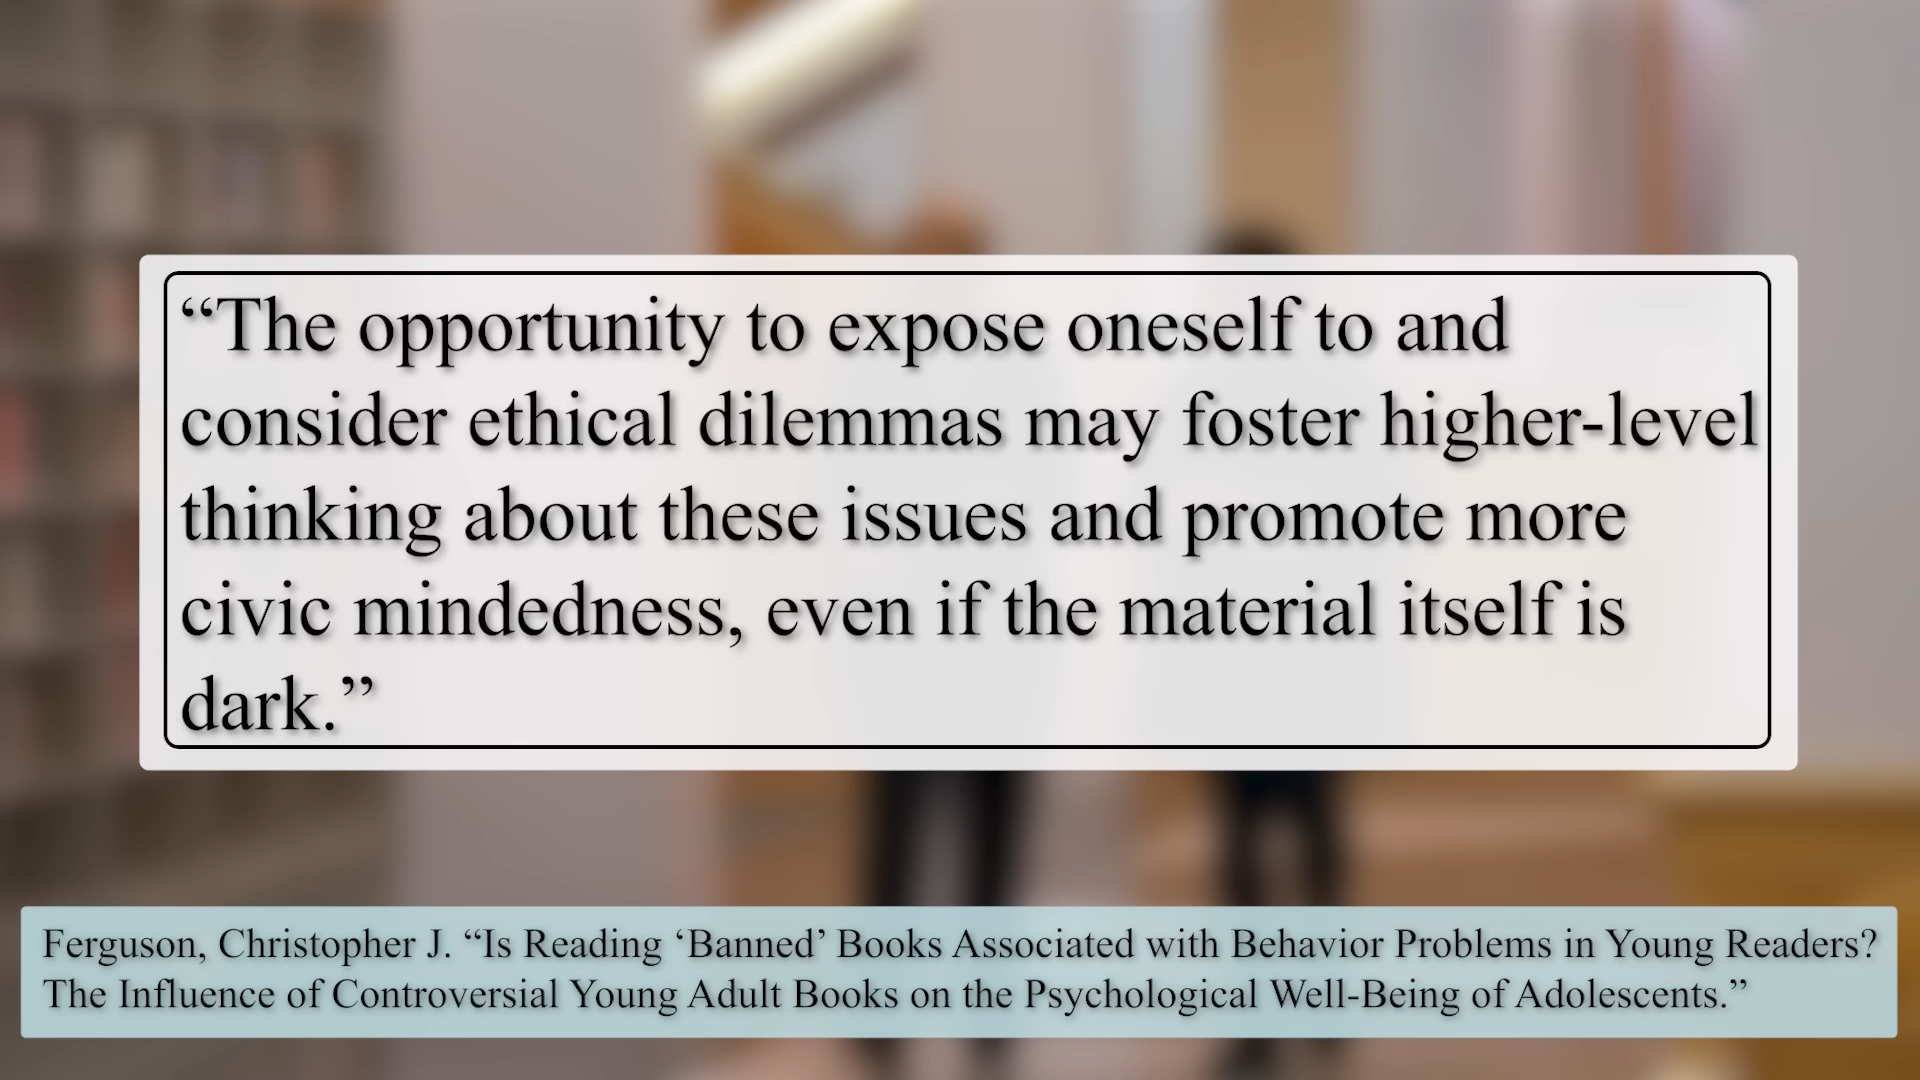 “The opportunity to expose oneself to and
consider ethical dilemmas may foster higher-level
thinking about these issues and promote more
civic mindedness, even if the material itself is
dark.”
Ferguson, Christopher J. “Is Reading ‘Banned’ Books Associated with Behavior Problems in Young Readers?
The Influence of Controversial Young Adult Books on the Psychological Well-Being of Adolescents.”